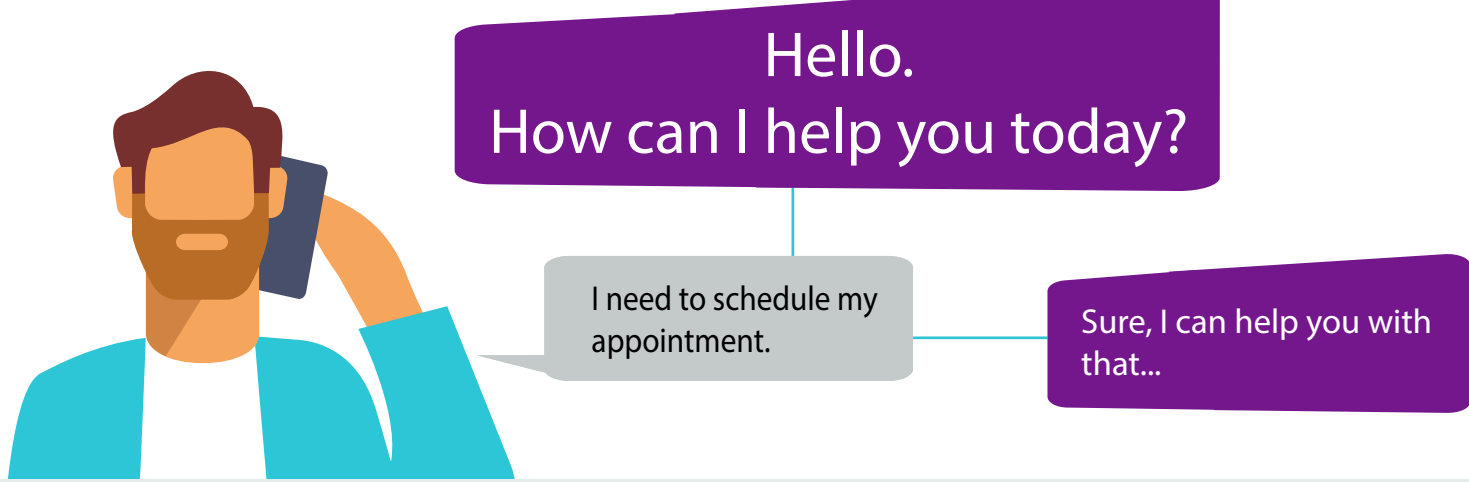 Hello.
How can I help you today?
I need to schedule my
appointment.
Sure, I can help you with
that...